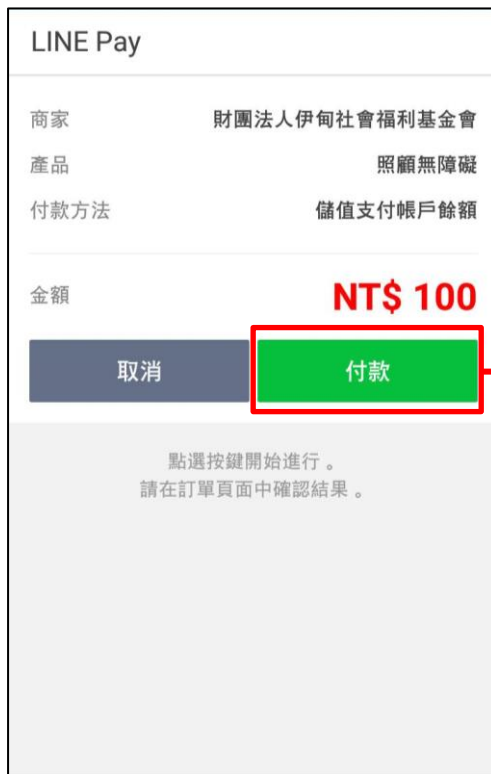 LINE Pay
商家 財團法人伊甸社會福利基金會
產品 照顧無障礙
付款方法 儲值支付帳戶餘額
金額 NT$ 100
取消 付款
點選按鍵開始進行。
請在訂單頁面中確認結果。